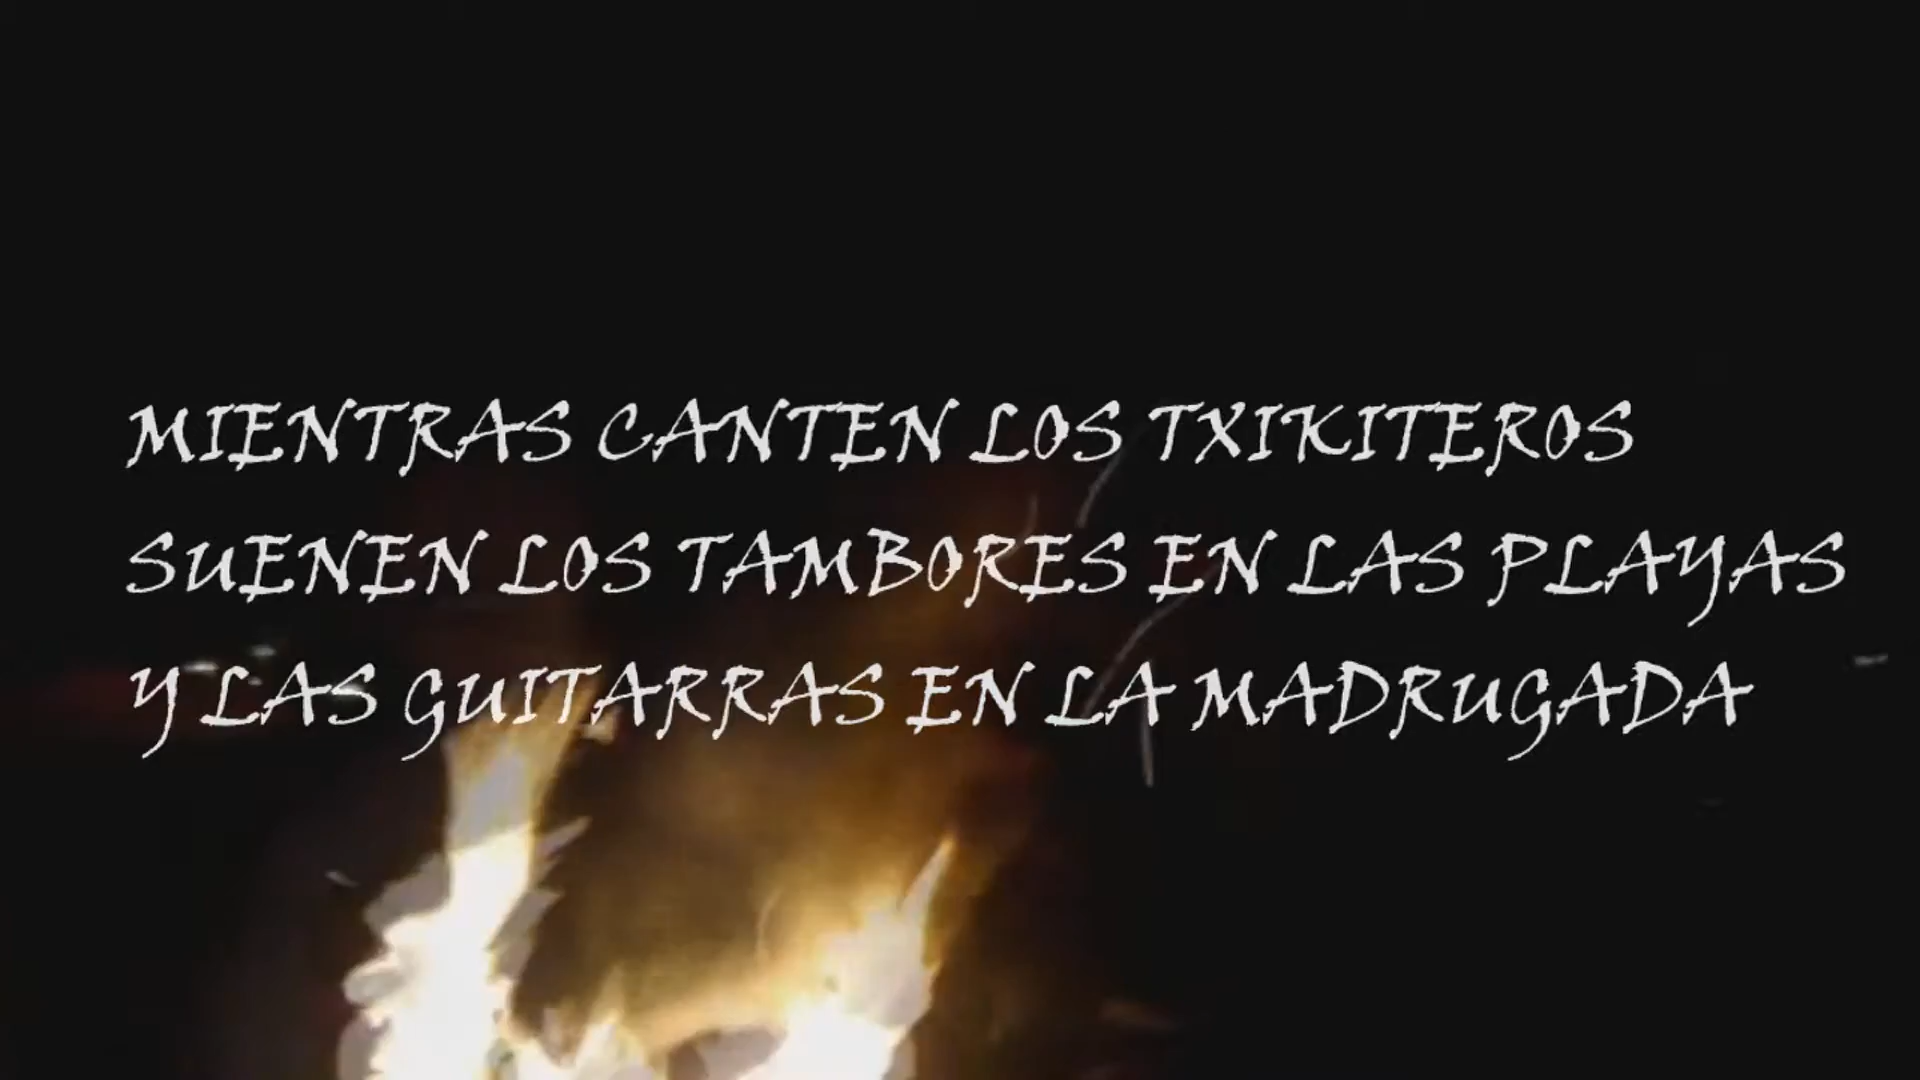 MIENTRAS CANTEN LOS TXIKITEROS
SUENEN LOS TAMBORES EN LAS PLAYAS
Y LAS GUITARRAS EN LA MADRUGADA